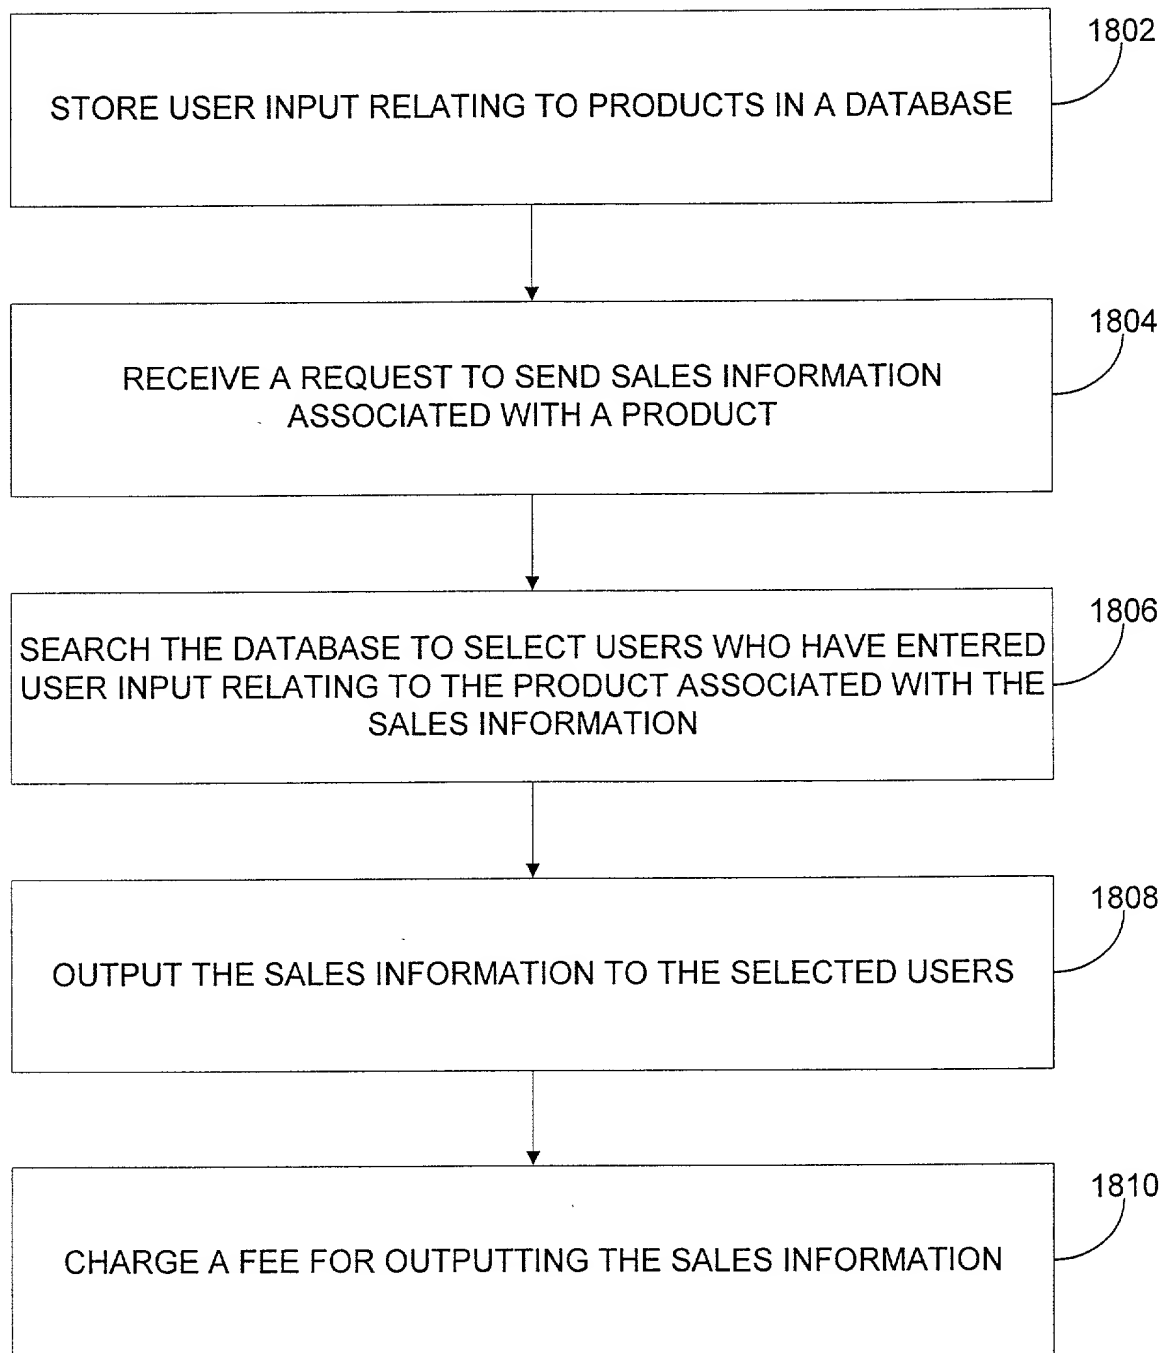 1802
STORE USER INPUT RELATING TO PRODUCTS IN A DATABASE
1804
RECEIVE A REQUEST TO SEND SALES INFORMATION
ASSOCIATED WITH A PRODUCT
1806
SEARCH THE DATABASE TO SELECT USERS WHO HAVE ENTERED
USER INPUT RELATING TO THE PRODUCT ASSOCIATED WITH THE
SALES INFORMATION
1808
OUTPUT THE SALES INFORMATION TO THE SELECTED USERS
1810
CHARGE A FEE FOR OUTPUTTING THE SALES INFORMATION